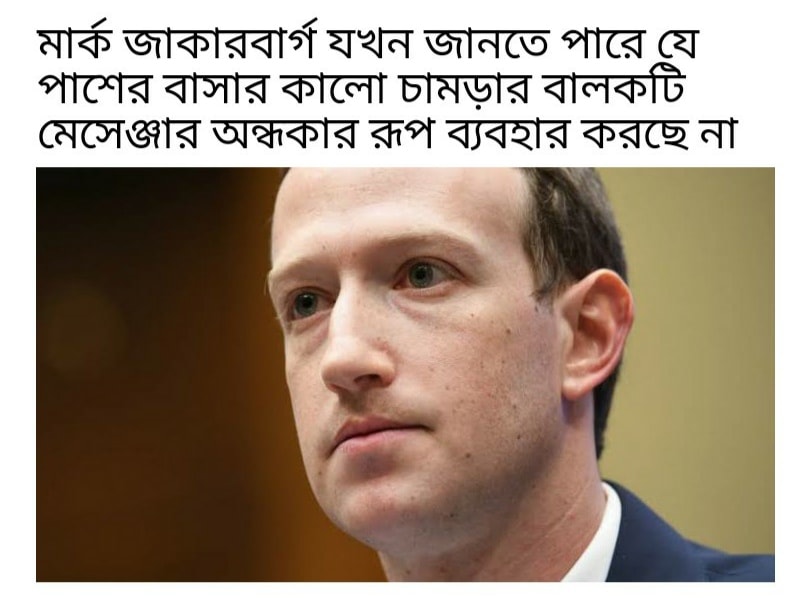 মার্ক জাকারবার্গ যখন জানতে পারে যে
পাশের বাসার কালো চামড়ার বালকটি
মেসেঞ্জার অন্ধকার রূপ ব্যবহার করছে না